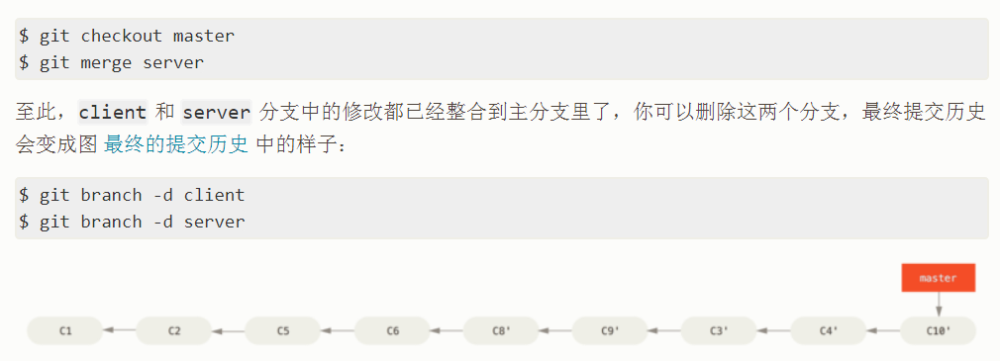 $ git checkout master
$ git merge server
至此，client 和 server 分支中的修改都已经整合到主分支里了，你可以删除这两个分支，最终提交历史
会变成图 最终的提交历史 中的样子：
$ git branch -d client
$ git branch -d server
master
C1 C2 C5 C6 C8' C9' C3' C4' C10'